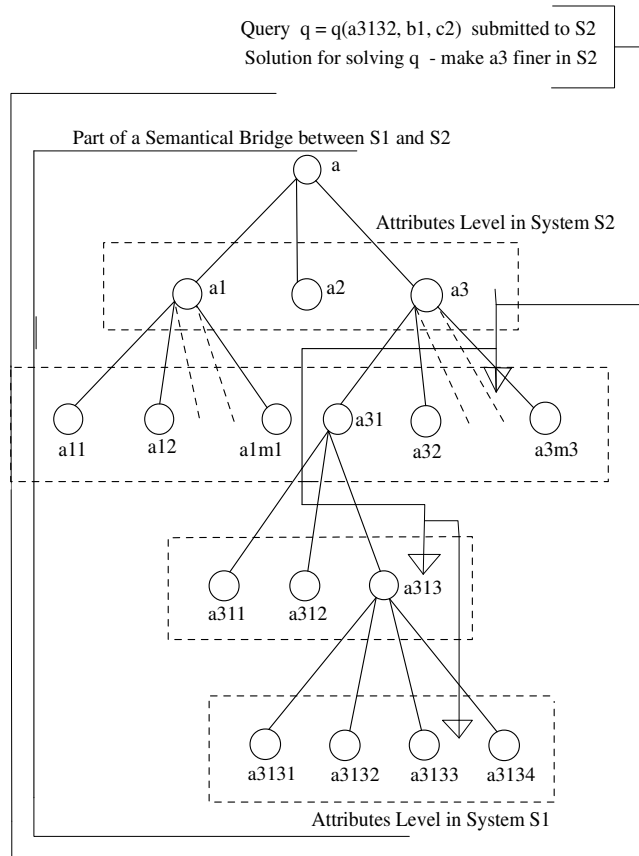 Query q = q(a3132, b1, c2) submitted to S2
Solution for solving q - make a3 finer in S2
Part of a Semantical Bridge between S1 and S2
a
Attributes Level in System S2
a1 a2 a3
a11 a12 a1m1 a31 a32 a3m3
a311 a312 a313
a3131 a3132 a3133 a3134
Attributes Level in System S1